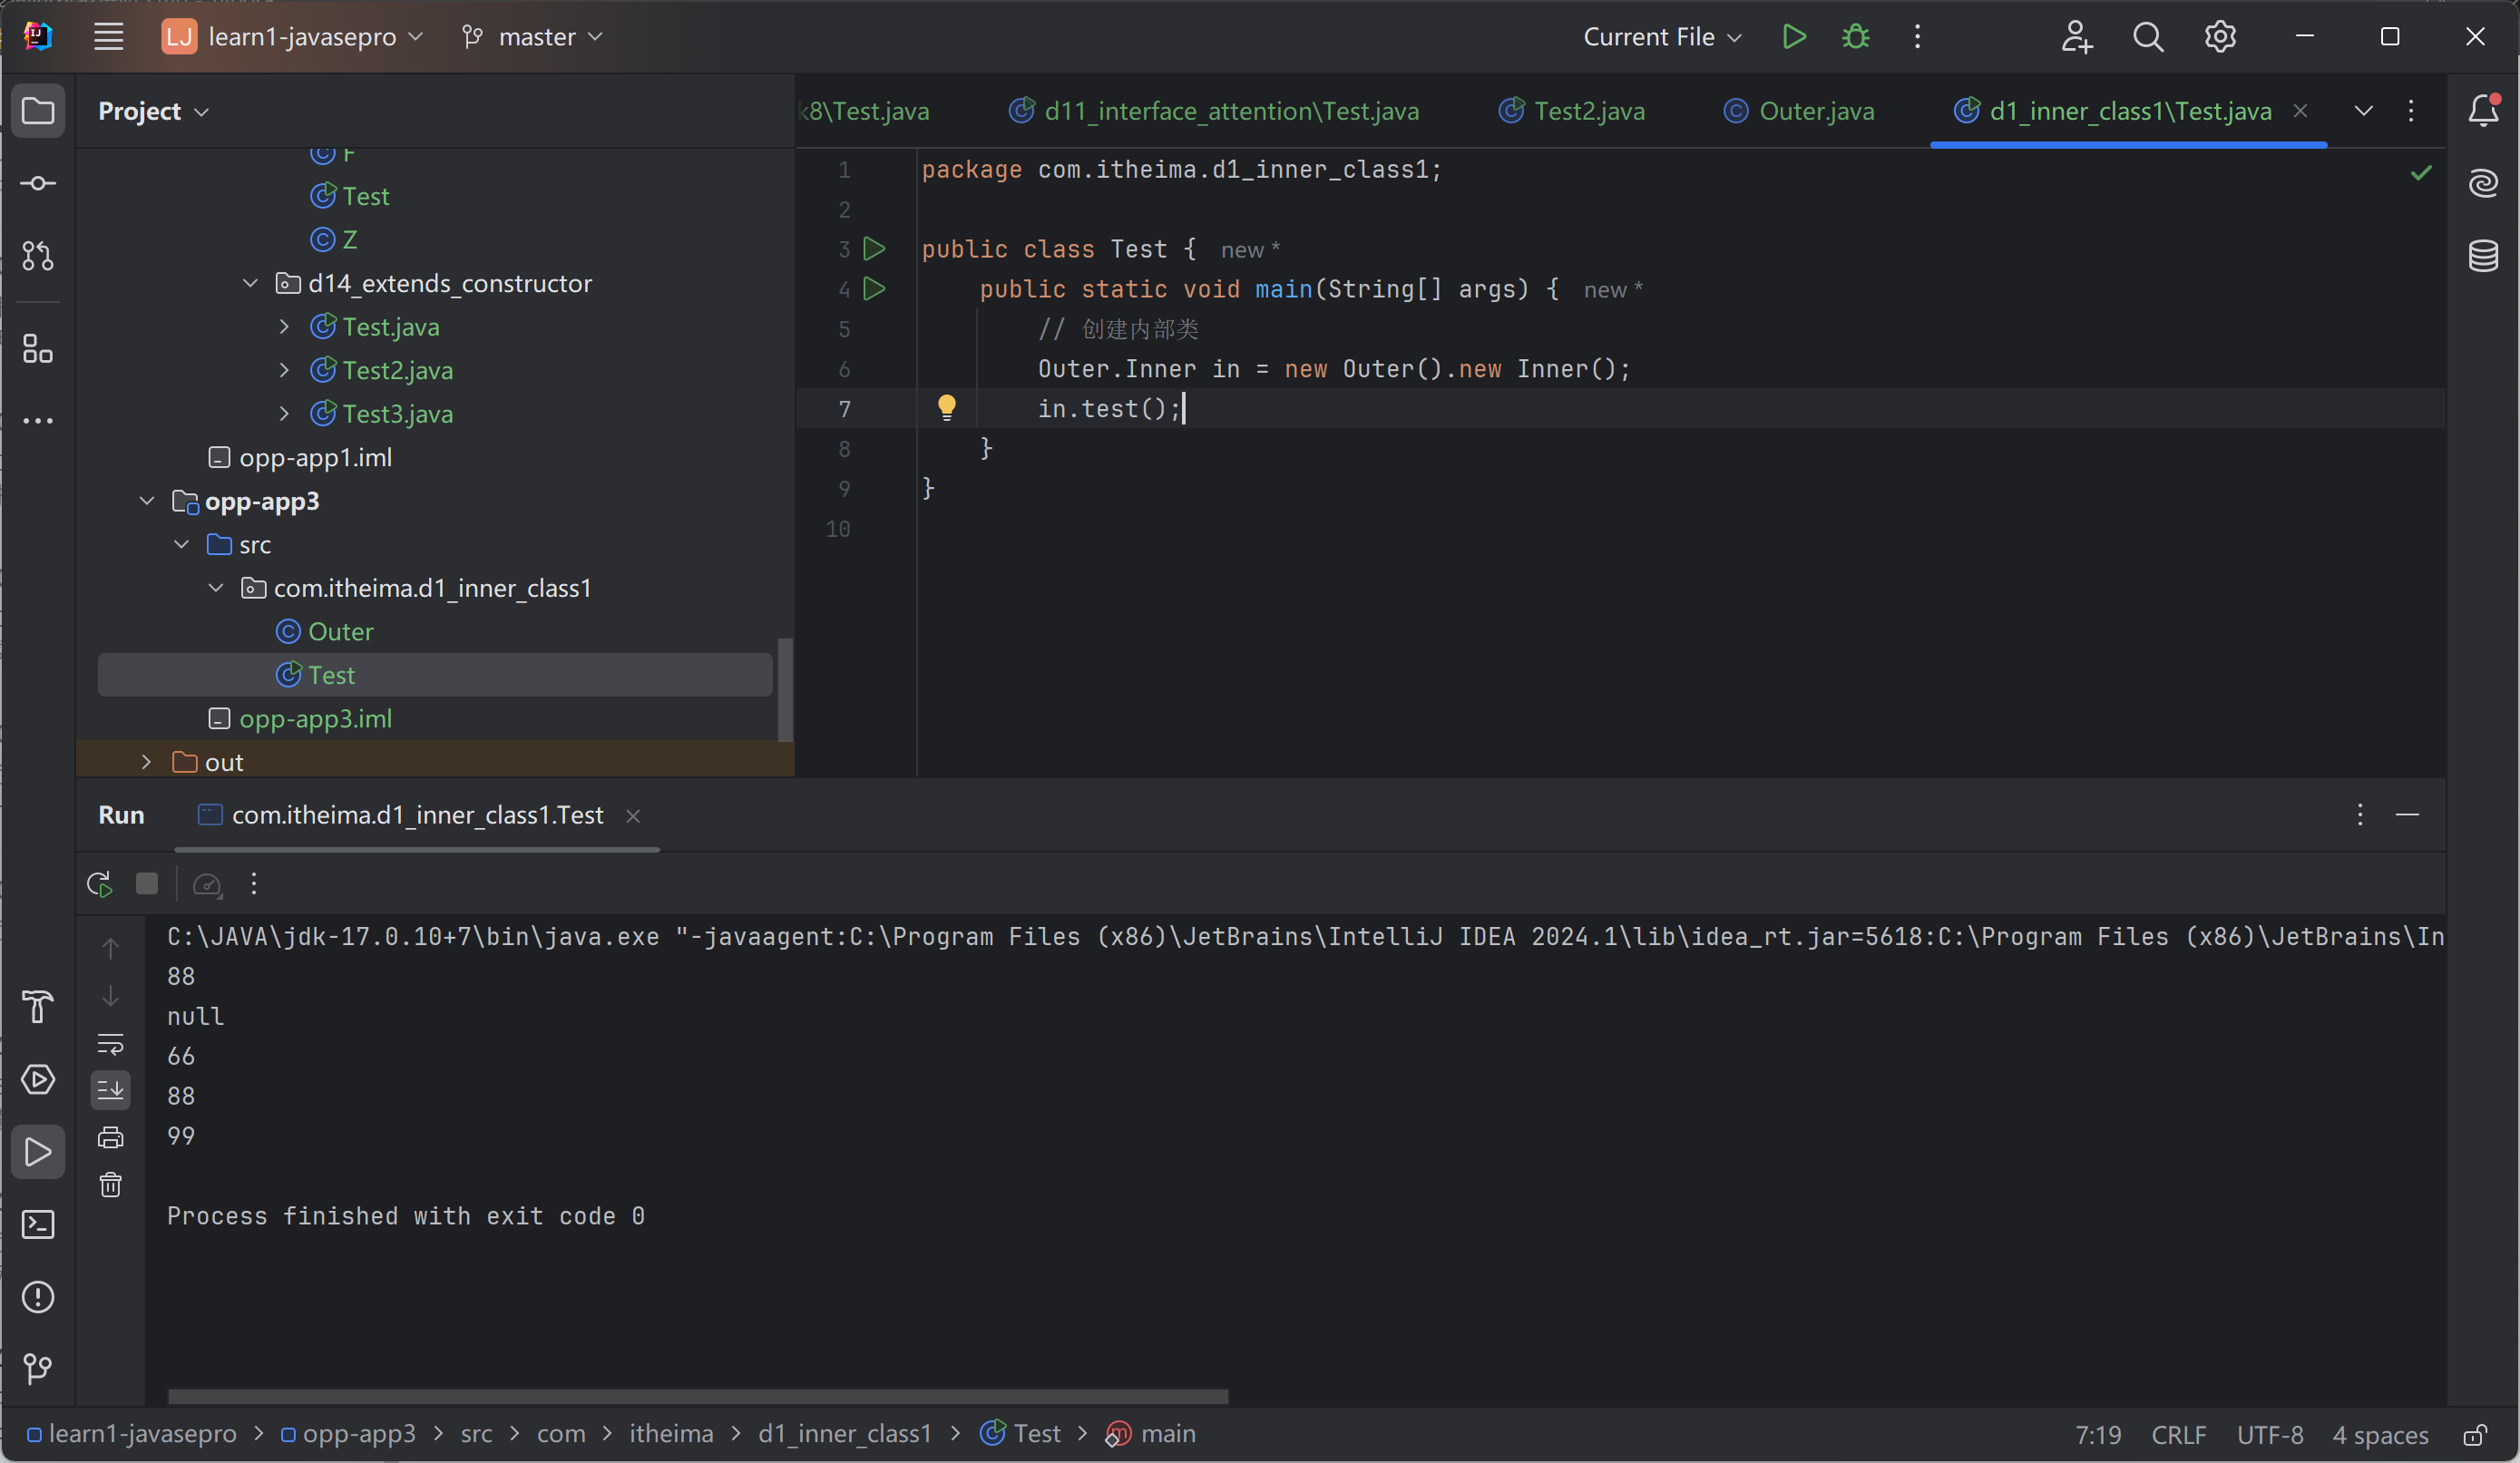 LJ learn1-javasepro master Current File
Project
k8\Test.java d11_interface_attention\Test.java Test2.java Outer.java d1_inner_class1\Test.java
F
Test
Z
d14_extends_constructor
Test.java
Test2.java
Test3.java
opp-app1.iml
opp-app3
src
com.itheima.d1_inner_class1
Outer
Test
opp-app3.iml
out
1 package com.itheima.d1_inner_class1;
2
3 public class Test { new *
4 public static void main(String[] args) { new *
5 // 创建内部类
6 Outer.Inner in = new Outer().new Inner();
7 in.test();
8 }
9 }
10
Run com.itheima.d1_inner_class1.Test
C:\JAVA\jdk-17.0.10+7\bin\java.exe "-javaagent:C:\Program Files (x86)\JetBrains\IntelliJ IDEA 2024.1\lib\idea_rt.jar=5618:C:\Program Files (x86)\JetBrains\In
88
null
66
88
99
Process finished with exit code 0
learn1-javasepro > opp-app3 > src > com > itheima > d1_inner_class1 > Test > main 7:19 CRLF UTF-8 4 spaces